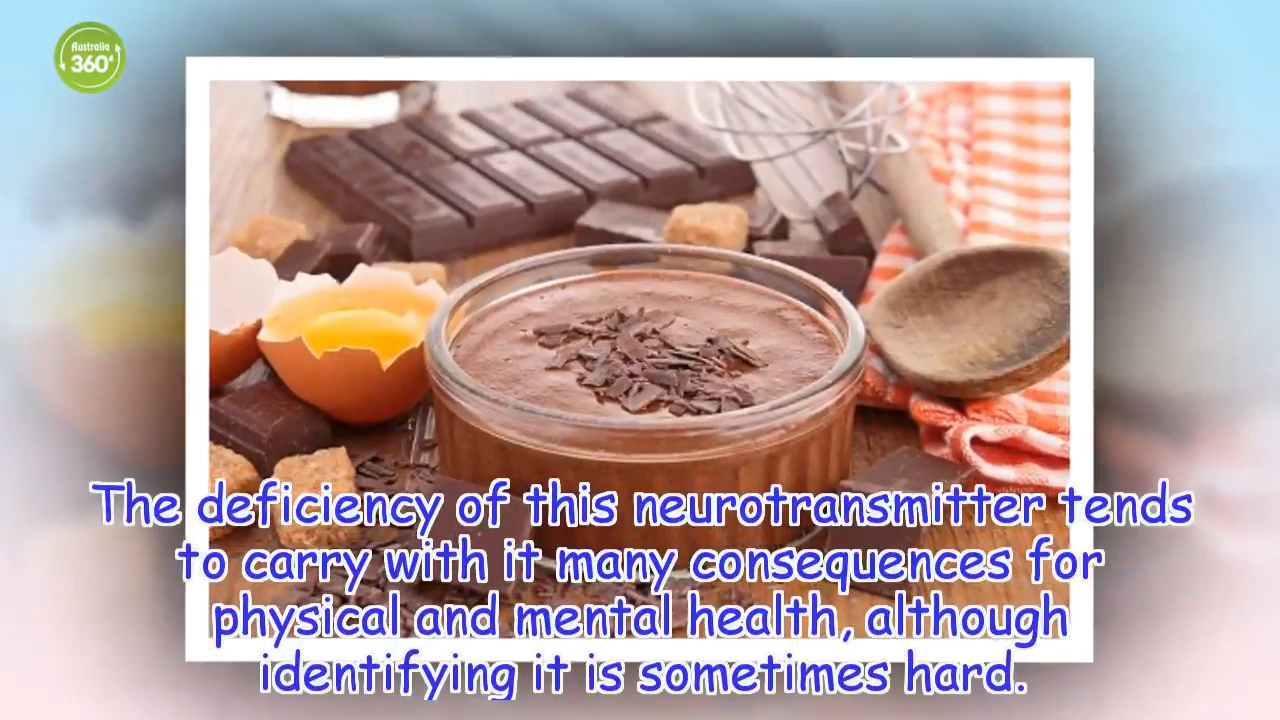 Australia
360°
The deficiency of this neurotransmitter tends
to carry with it many consequences for
physical and mental health, although
identifying it is sometimes hard.